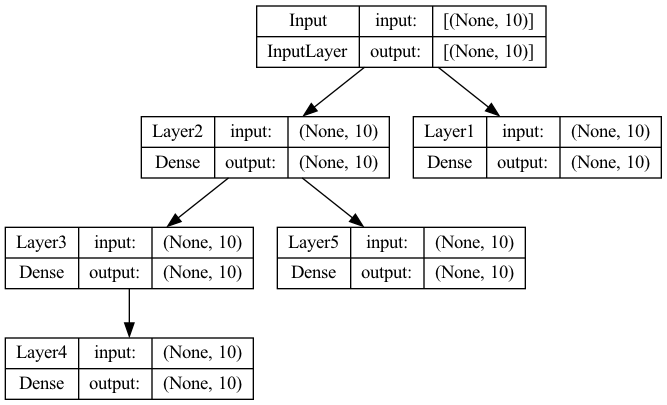 Input input: [(None, 10)]
InputLayer output: [(None, 10)]
Layer2 input: (None, 10)
Dense output: (None, 10)
Layer1 input: (None, 10)
Dense output: (None, 10)
Layer3 input: (None, 10)
Dense output: (None, 10)
Layer5 input: (None, 10)
Dense output: (None, 10)
Layer4 input: (None, 10)
Dense output: (None, 10)